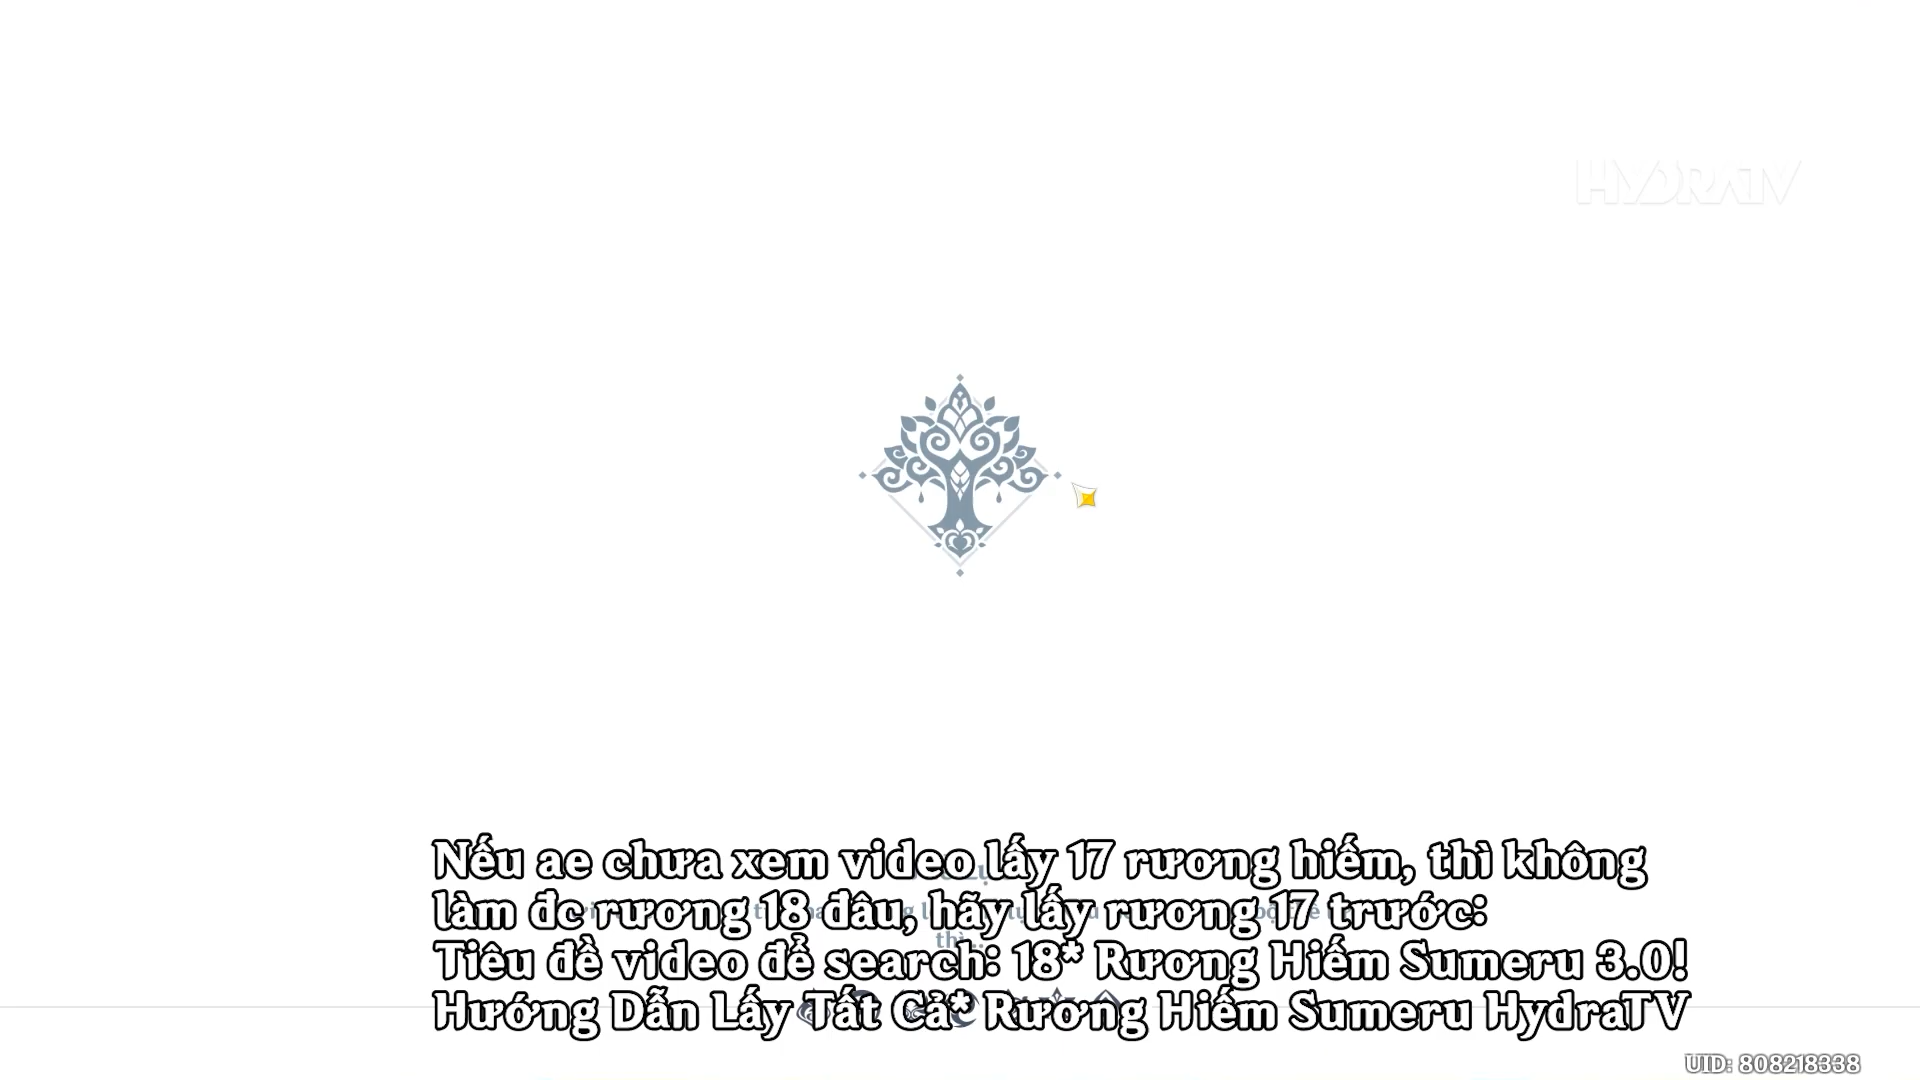 HYDRATV
Nếu ae chưa xem video lấy 17 rương hiếm, thì không
làm đc rương 18 đâu, hãy lấy rương 17 trước:
thì...
Tiêu đề video để search: 18* Rương Hiếm Sumeru 3.0!
Hướng Dẫn Lấy Tất Cả* Rương Hiếm Sumeru HydraTV
UID: 808218338